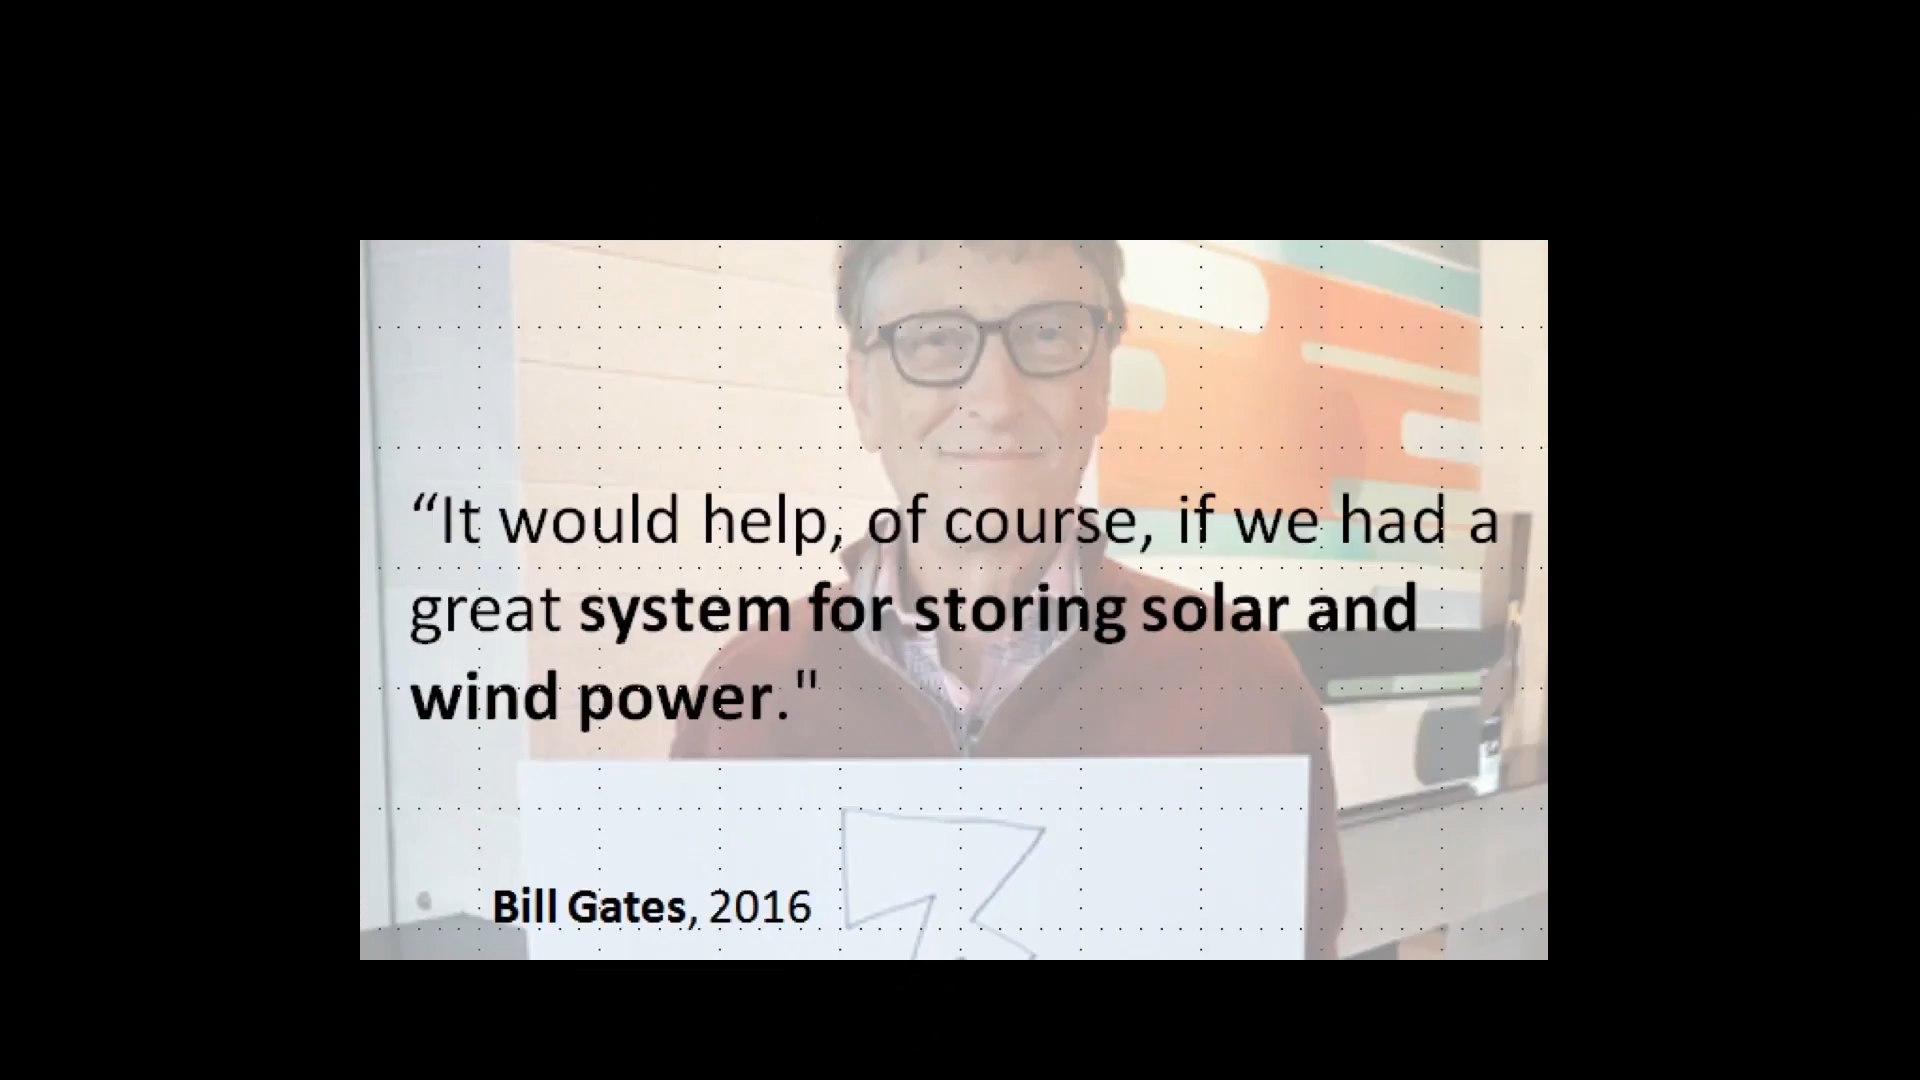 “It would help, of course, if we had a
great system for storing solar and
wind power."
Bill Gates, 2016